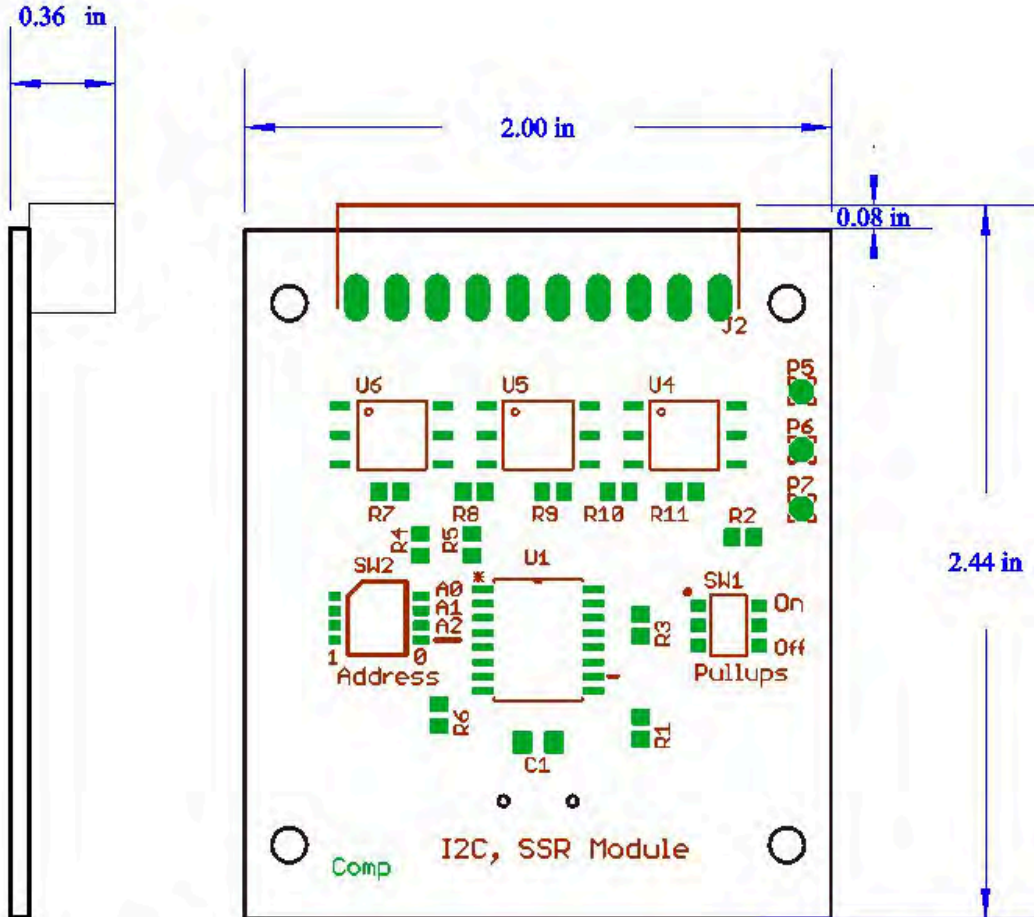 0.36 in
2.00 in
0.08 in
J2
P5
U6 U5 U4
P6
P7
R7 R8 R9 R10 R11
R2
R4 R5
U1
SW2
*
SW1
A0
On
A1
A2
R3
Off
1 0
Address
Pullups
2.44 in
R6
R1
C1
I2C, SSR Module
Comp